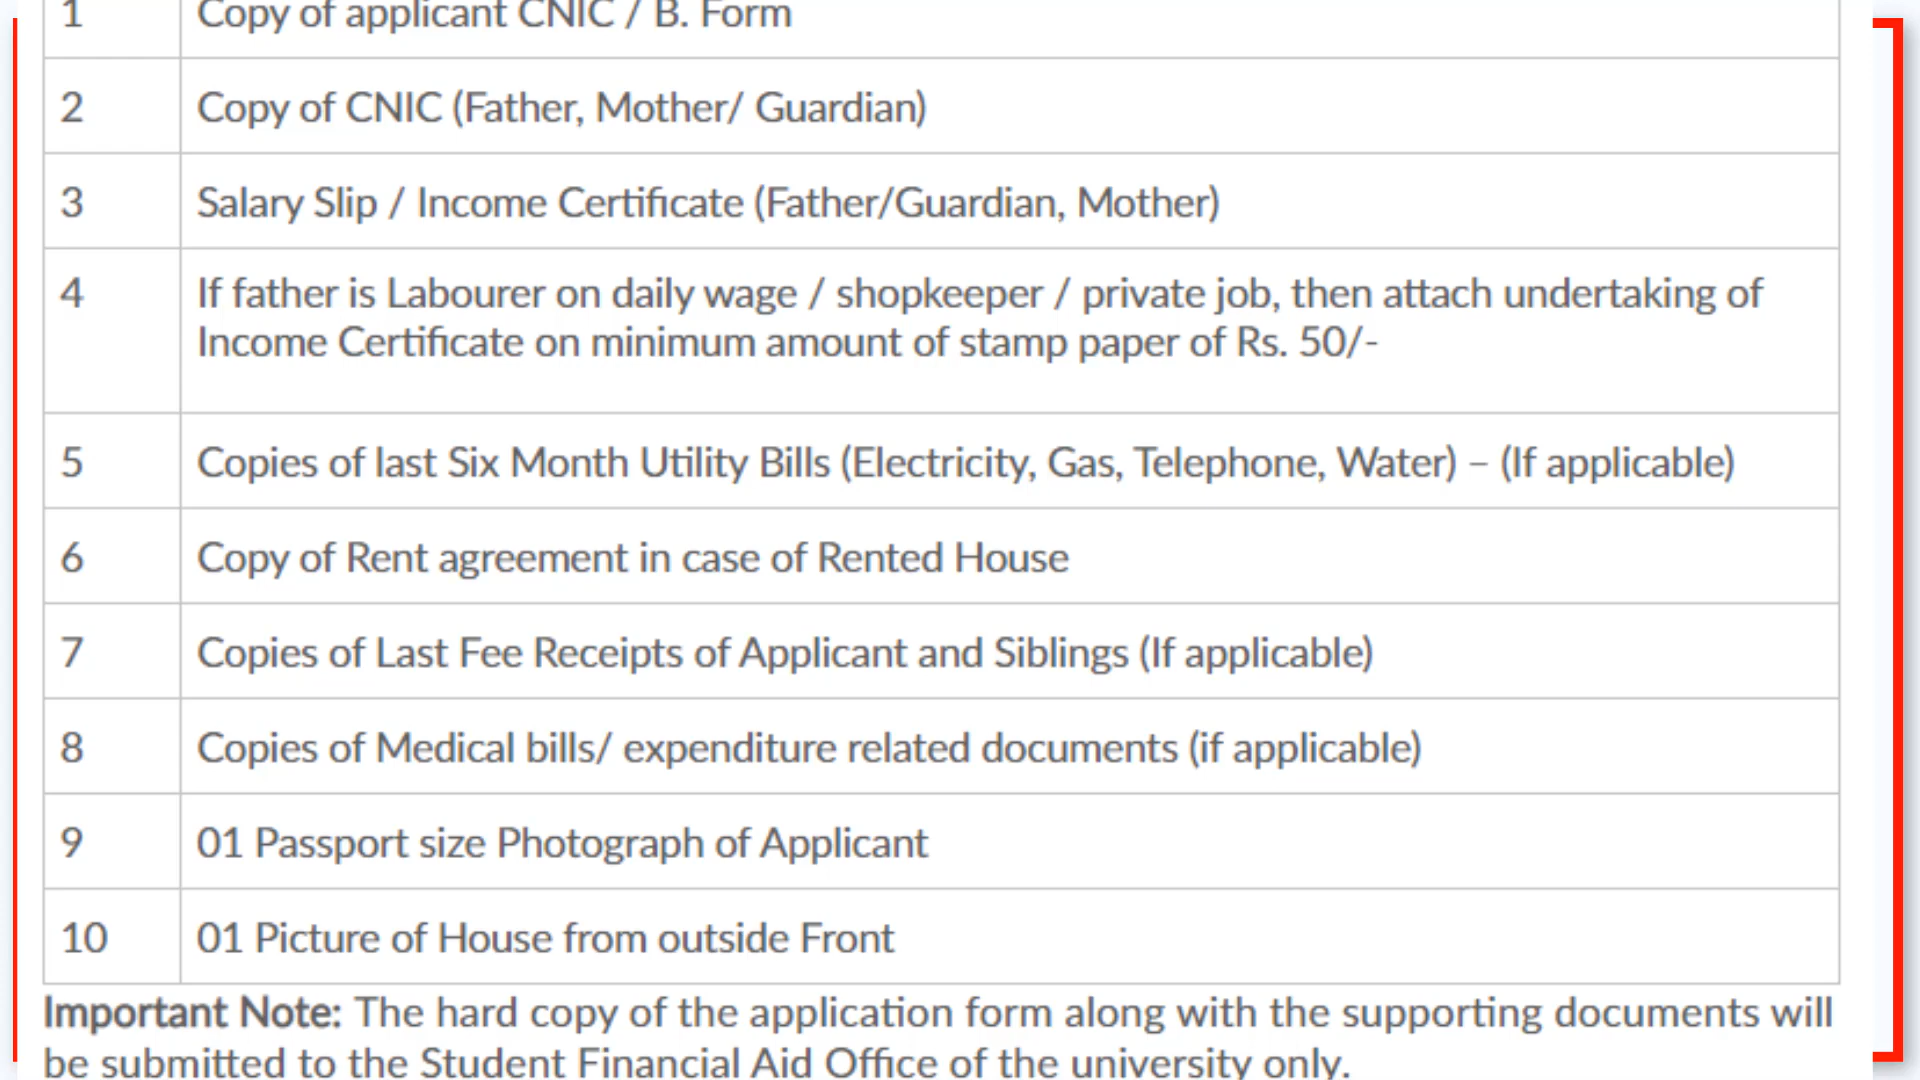 1 Copy of applicant CNIC / B. Form
2 Copy of CNIC (Father, Mother/ Guardian)
3 Salary Slip / Income Certificate (Father/Guardian, Mother)
4 If father is Labourer on daily wage / shopkeeper / private job, then attach undertaking of
Income Certificate on minimum amount of stamp paper of Rs. 50/-
5 Copies of last Six Month Utility Bills (Electricity, Gas, Telephone, Water) – (If applicable)
6 Copy of Rent agreement in case of Rented House
7 Copies of Last Fee Receipts of Applicant and Siblings (If applicable)
8 Copies of Medical bills/ expenditure related documents (if applicable)
9 01 Passport size Photograph of Applicant
10 01 Picture of House from outside Front
Important Note: The hard copy of the application form along with the supporting documents will
be submitted to the Student Financial Aid Office of the university only.